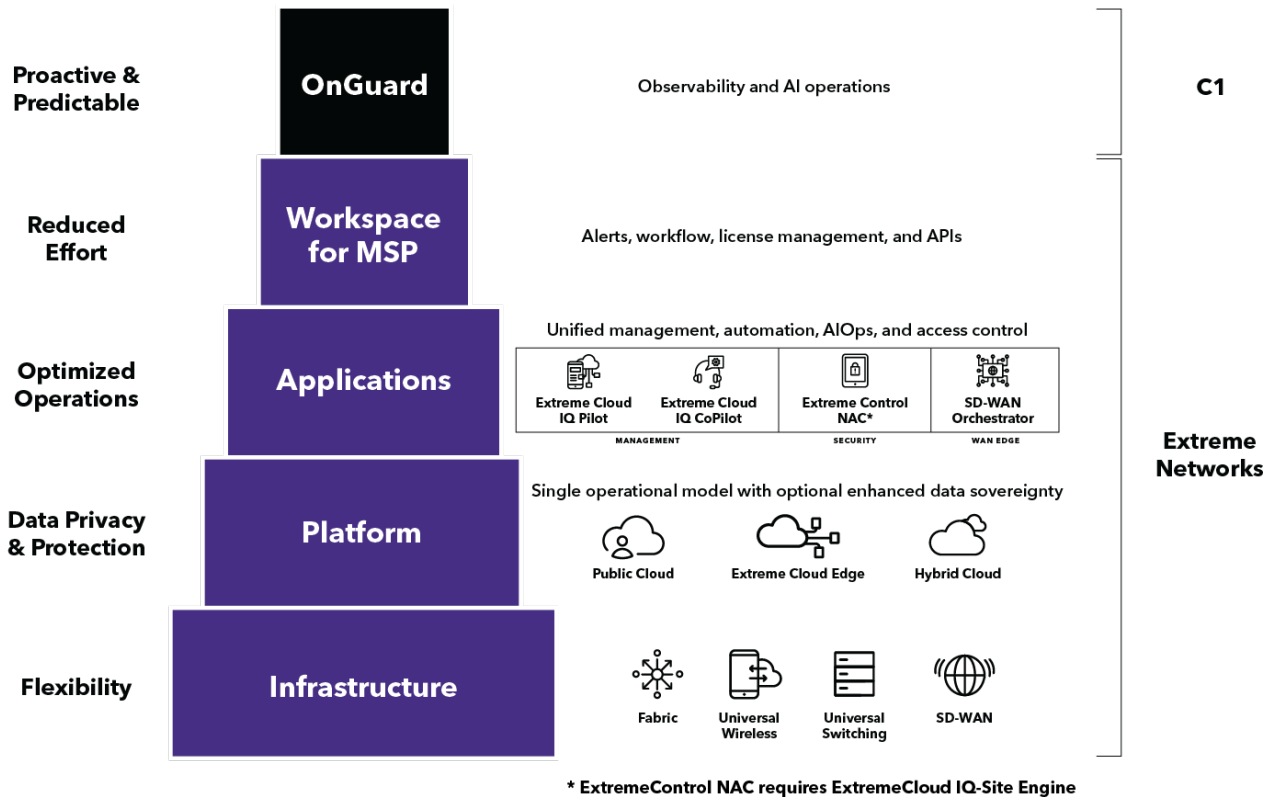 Proactive &
Predictable
OnGuard
Observability and AI operations
C1
Reduced
Effort
Workspace
for MSP
Alerts, workflow, license management, and APIs
Optimized
Operations
Applications
Unified management, automation, AIOps, and access control
Extreme Cloud
IQ Pilot
Extreme Cloud
IQ CoPilot
Extreme Control
NAC*
SD-WAN
Orchestrator
MANAGEMENT
SECURITY
WAN EDGE
Extreme
Networks
Data Privacy
& Protection
Platform
Single operational model with optional enhanced data sovereignty
Public Cloud
Extreme Cloud Edge
Hybrid Cloud
Flexibility
Infrastructure
Fabric
Universal
Wireless
Universal
Switching
SD-WAN
* ExtremeControl NAC requires ExtremeCloud IQ-Site Engine